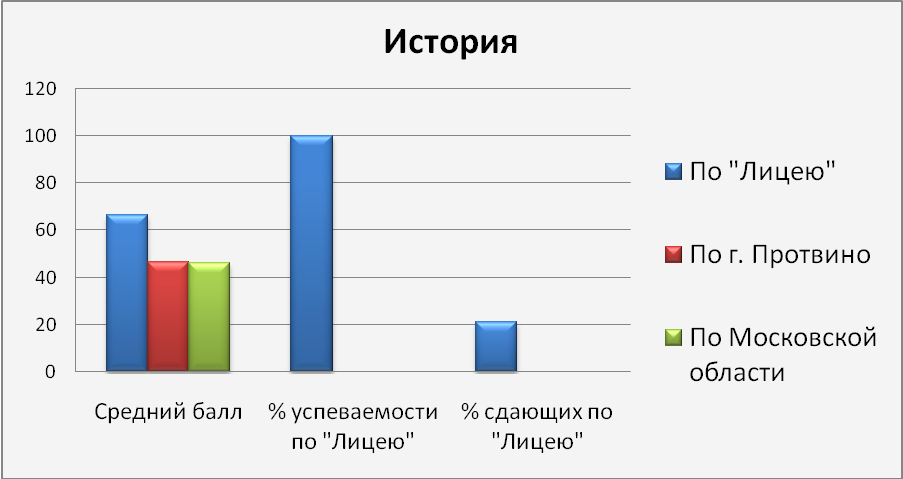 История
120
100
80
60
40
20
0
Средний балл
% успеваемости
по "Лицею"
% сдающих по
"Лицею"
По "Лицею"
По г. Протвино
По Московской
области